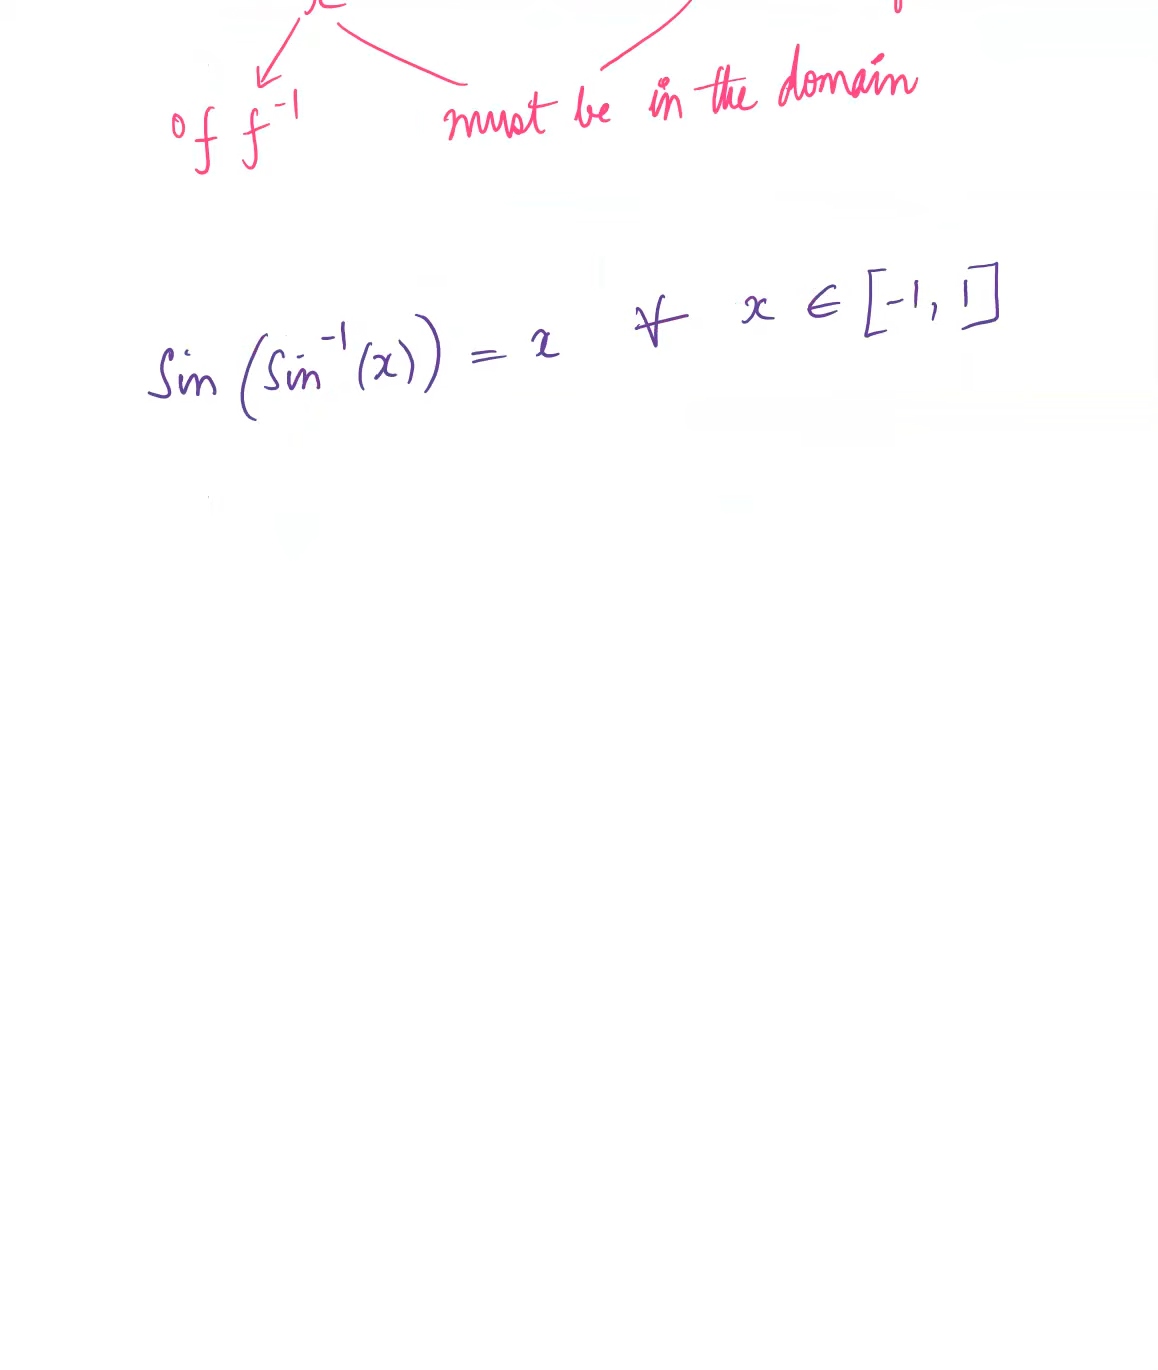 must be in the domain
of f⁻¹
Sin (Sin⁻¹(x)) = x ∀ x ∈ [-1, 1]